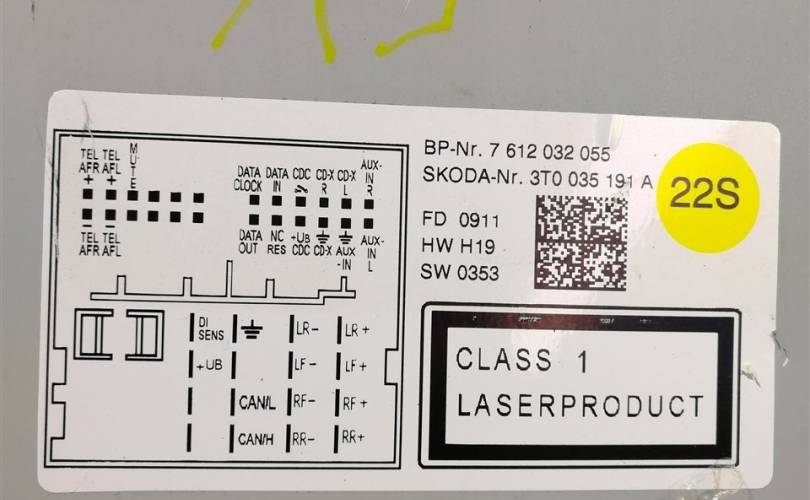 MUTE
TEL TEL
AFR AFL
+ +
DATA DATA CDC CD-X CD-X AUX-
CLOCK IN R L IN
R
– –
TEL TEL
AFR AFL
DATA NC +UB CD-X AUX AUX-
OUT RES CDC -IN IN
L
DI SENS LR- LR+
+UB LF- LF+
CAN/L RF- RF+
CAN/H RR- RR+
BP-Nr. 7 612 032 055
SKODA-Nr. 3T0 035 191 A
22S
FD 0911
HW H19
SW 0353
CLASS 1
LASERPRODUCT